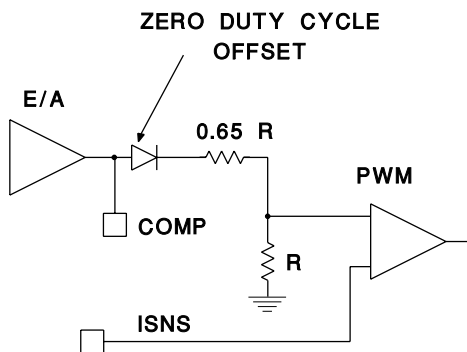 ZERO DUTY CYCLE
OFFSET
E/A
0.65 R
PWM
COMP
R
ISNS